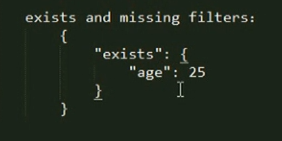 exists and missing filters:
{
"exists": {
"age": 25
}
}